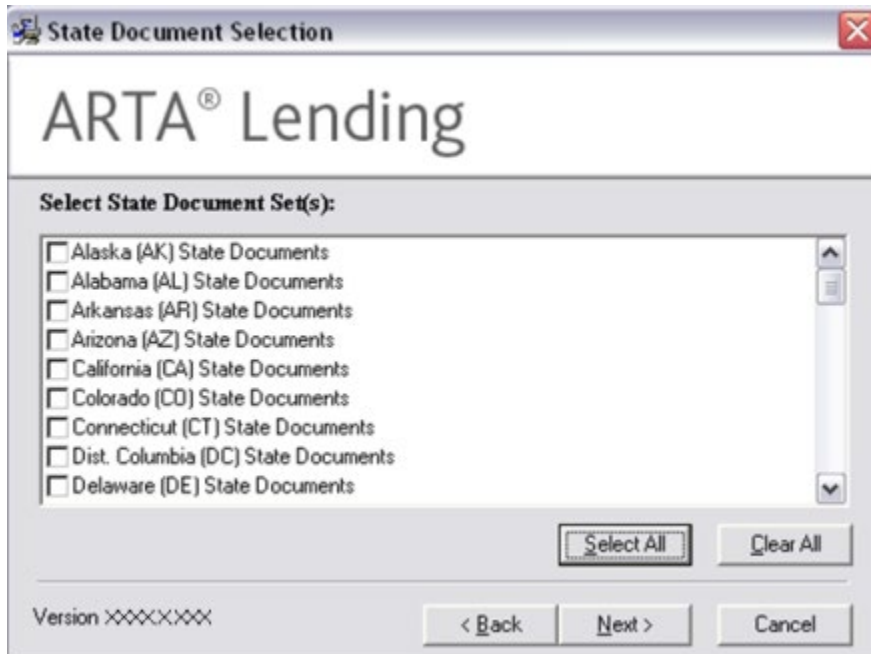 State Document Selection
ARTA® Lending
Select State Document Set(s):
Alaska (AK) State Documents
Alabama (AL) State Documents
Arkansas (AR) State Documents
Arizona (AZ) State Documents
California (CA) State Documents
Colorado (CO) State Documents
Connecticut (CT) State Documents
Dist. Columbia (DC) State Documents
Delaware (DE) State Documents
Select All Clear All
Version XXXX.X.XXX < Back Next > Cancel